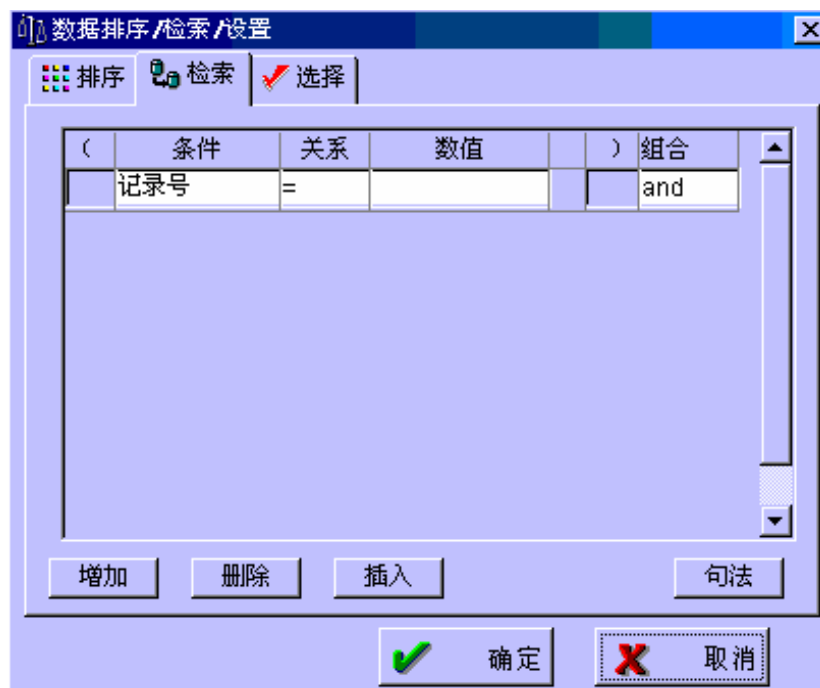 数据排序/检索/设置
排序 检索 选择
( 条件 关系 数值 ) 组合
记录号 = and
增加 删除 插入 句法
确定 取消